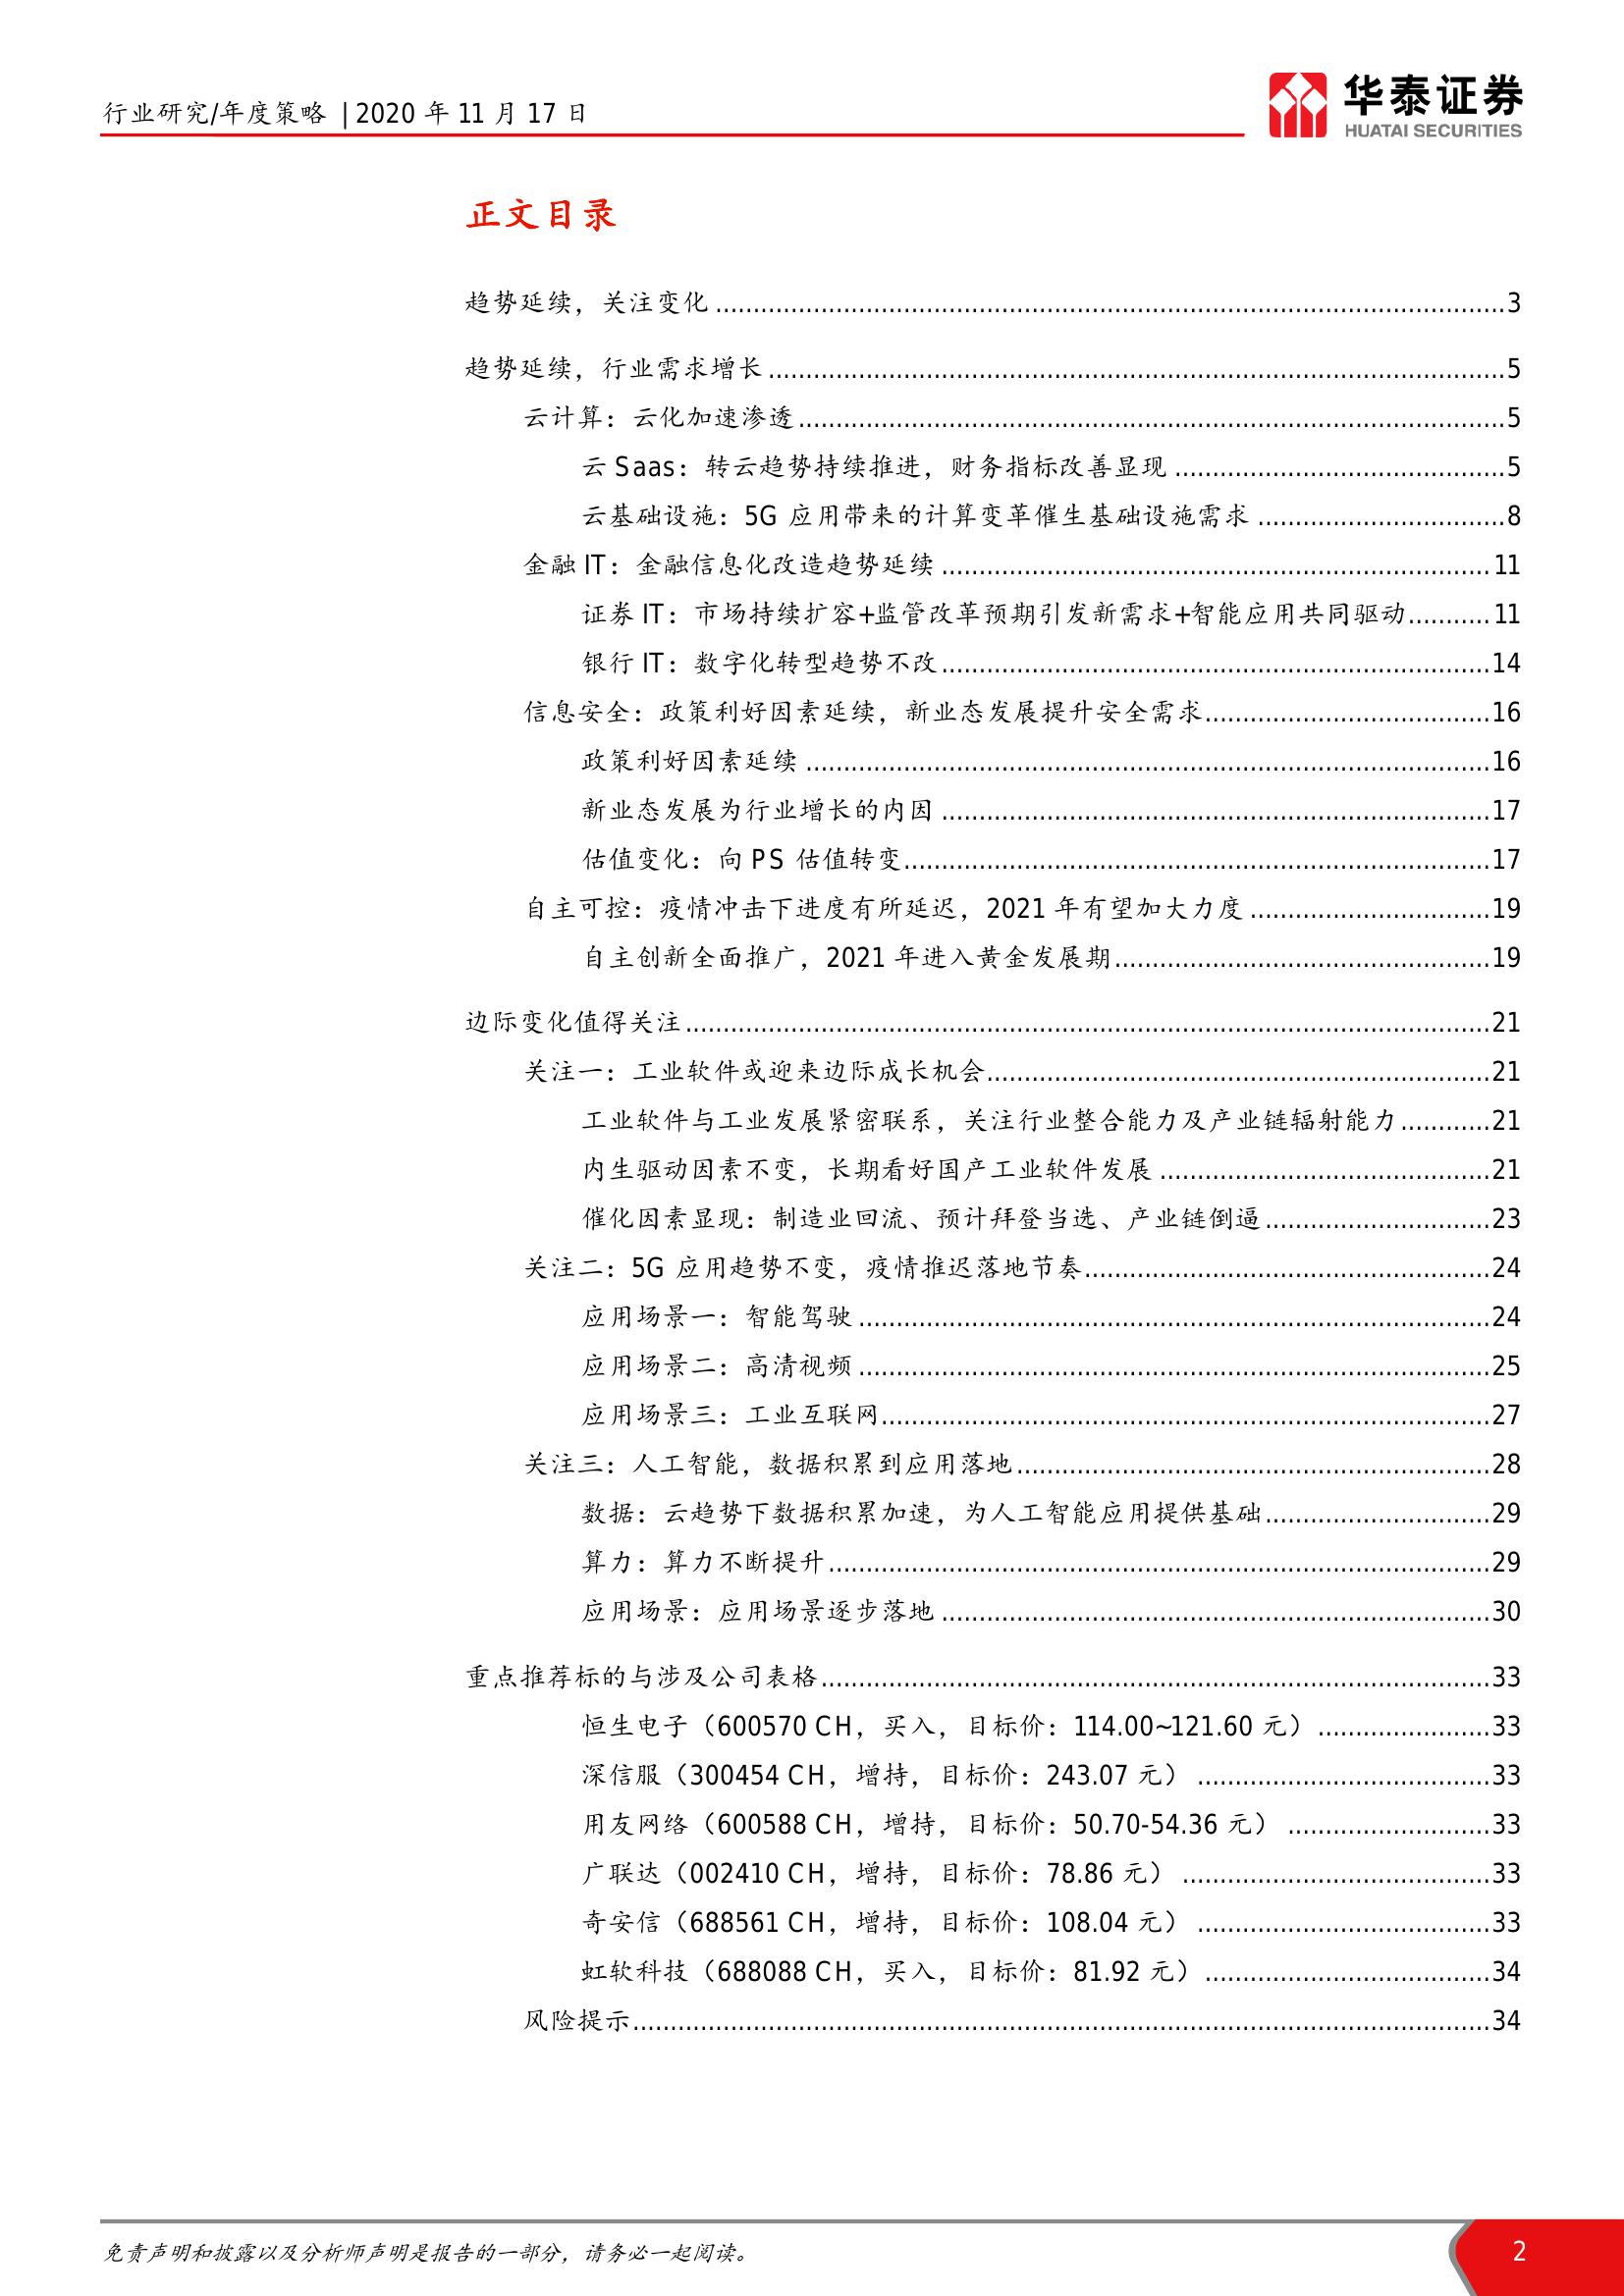 行业研究/年度策略 | 2020 年 11 月 17 日
华泰证券
HUATAI SECURITIES
正文目录
趋势延续，关注变化 ........ 3
趋势延续，行业需求增长 ........ 5
云计算：云化加速渗透 ........ 5
云 Saas：转云趋势持续推进，财务指标改善显现 ........ 5
云基础设施：5G 应用带来的计算变革催生基础设施需求 ........ 8
金融 IT：金融信息化改造趋势延续 ........ 11
证券 IT：市场持续扩容+监管改革预期引发新需求+智能应用共同驱动 ........ 11
银行 IT：数字化转型趋势不改 ........ 14
信息安全：政策利好因素延续，新业态发展提升安全需求 ........ 16
政策利好因素延续 ........ 16
新业态发展为行业增长的内因 ........ 17
估值变化：向 PS 估值转变 ........ 17
自主可控：疫情冲击下进度有所延迟，2021 年有望加大力度 ........ 19
自主创新全面推广，2021 年进入黄金发展期 ........ 19
边际变化值得关注 ........ 21
关注一：工业软件或迎来边际成长机会 ........ 21
工业软件与工业发展紧密联系，关注行业整合能力及产业链辐射能力 ........ 21
内生驱动因素不变，长期看好国产工业软件发展 ........ 21
催化因素显现：制造业回流、预计拜登当选、产业链倒逼 ........ 23
关注二：5G 应用趋势不变，疫情推迟落地节奏 ........ 24
应用场景一：智能驾驶 ........ 24
应用场景二：高清视频 ........ 25
应用场景三：工业互联网 ........ 27
关注三：人工智能，数据积累到应用落地 ........ 28
数据：云趋势下数据积累加速，为人工智能应用提供基础 ........ 29
算力：算力不断提升 ........ 29
应用场景：应用场景逐步落地 ........ 30
重点推荐标的与涉及公司表格 ........ 33
恒生电子（600570 CH，买入，目标价：114.00~121.60 元） ........ 33
深信服（300454 CH，增持，目标价：243.07 元） ........ 33
用友网络（600588 CH，增持，目标价：50.70-54.36 元） ........ 33
广联达（002410 CH，增持，目标价：78.86 元） ........ 33
奇安信（688561 CH，增持，目标价：108.04 元） ........ 33
虹软科技（688088 CH，买入，目标价：81.92 元） ........ 34
风险提示 ........ 34
免责声明和披露以及分析师声明是报告的一部分，请务必一起阅读。
2